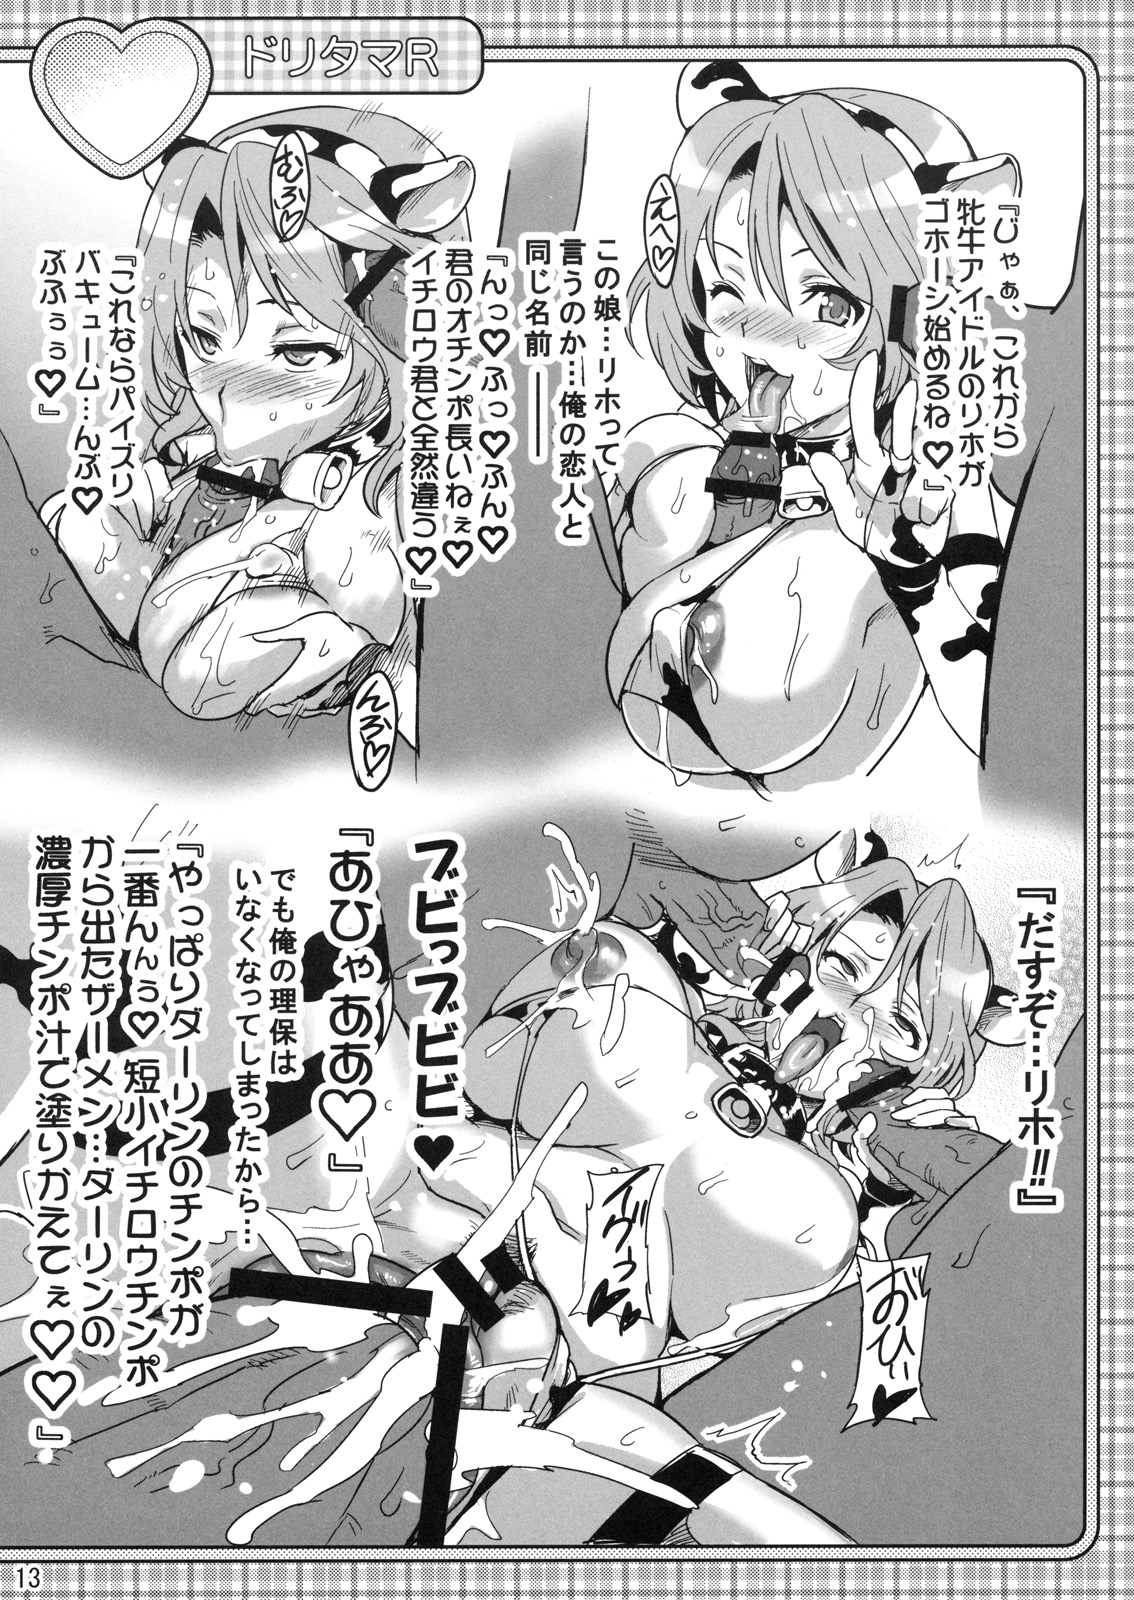 ドリタマR
『じゃぁ、これから
牝牛アイドルのリホが
ゴホーシ始めるね♡』
えへ♡
この娘…リホって
言うのか…俺の恋人と
同じ名前――
『んっ♡ふっ♡ふん♡
君のオチンポ長いねぇ♡
イチロウ君と全然違う♡』
むふ♡
『これならパイズリ
バキューム…んぶ♡
ぶふぅぅ♡』
んふ♡
『だすぞ…リホ!!』
おひぃ♥
イグゥ♥♥
ブビっブビビ♥
『あひゃああ♡』
でも俺の理保は
いなくなってしまったから…
『やっぱりダーリンのチンポが
一番んぅ♡短小イチロウチンポ
から出たザーメン…ダーリンの
濃厚チンポ汁で塗りかえてぇ♡♡♡』
13